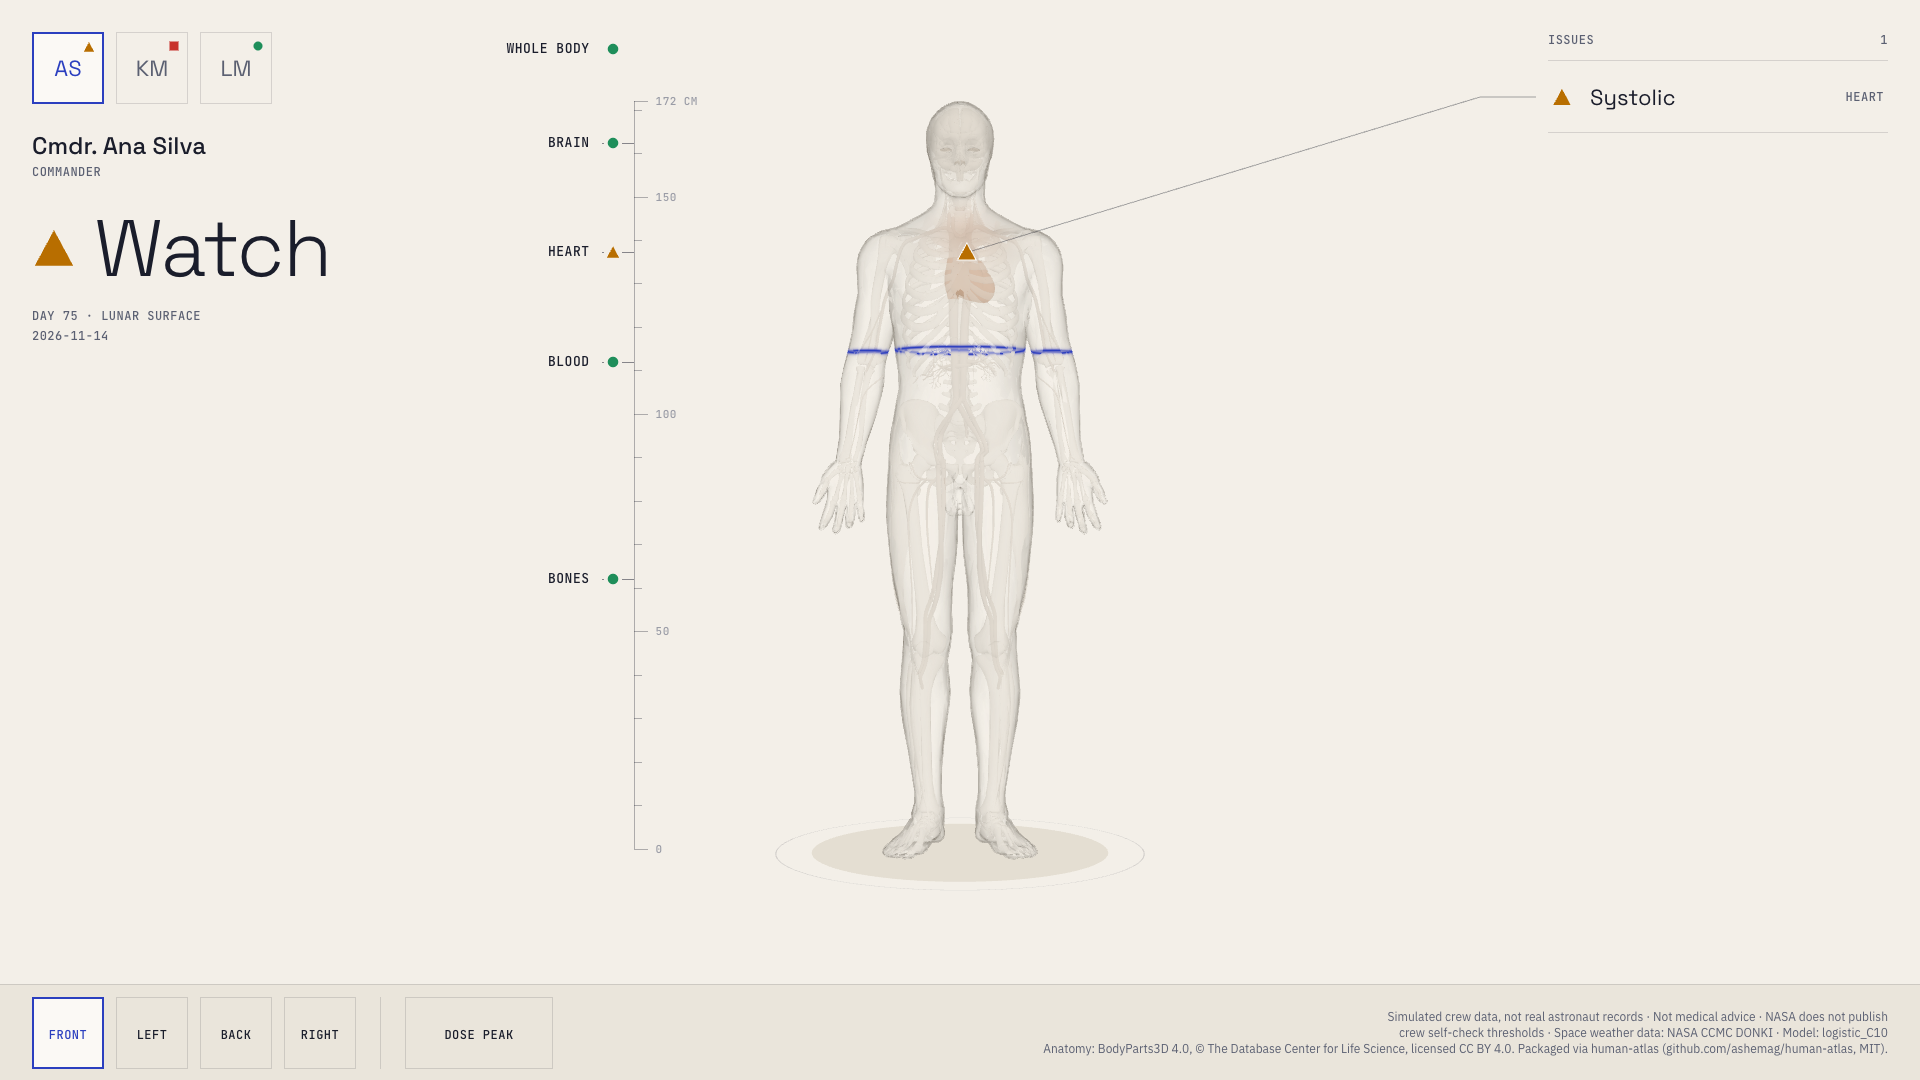 AS
KM
LM
Cmdr. Ana Silva
COMMANDER
Watch
DAY 75 · LUNAR SURFACE
2026-11-14
WHOLE BODY
BRAIN
HEART
BLOOD
BONES
172 CM
150
100
50
0
ISSUES 1
Systolic HEART
FRONT
LEFT
BACK
RIGHT
DOSE PEAK
Simulated crew data, not real astronaut records · Not medical advice · NASA does not publish
crew self-check thresholds · Space weather data: NASA CCMC DONKI · Model: logistic_C10
Anatomy: BodyParts3D 4.0, © The Database Center for Life Science, licensed CC BY 4.0. Packaged via human-atlas (github.com/ashemag/human-atlas, MIT).